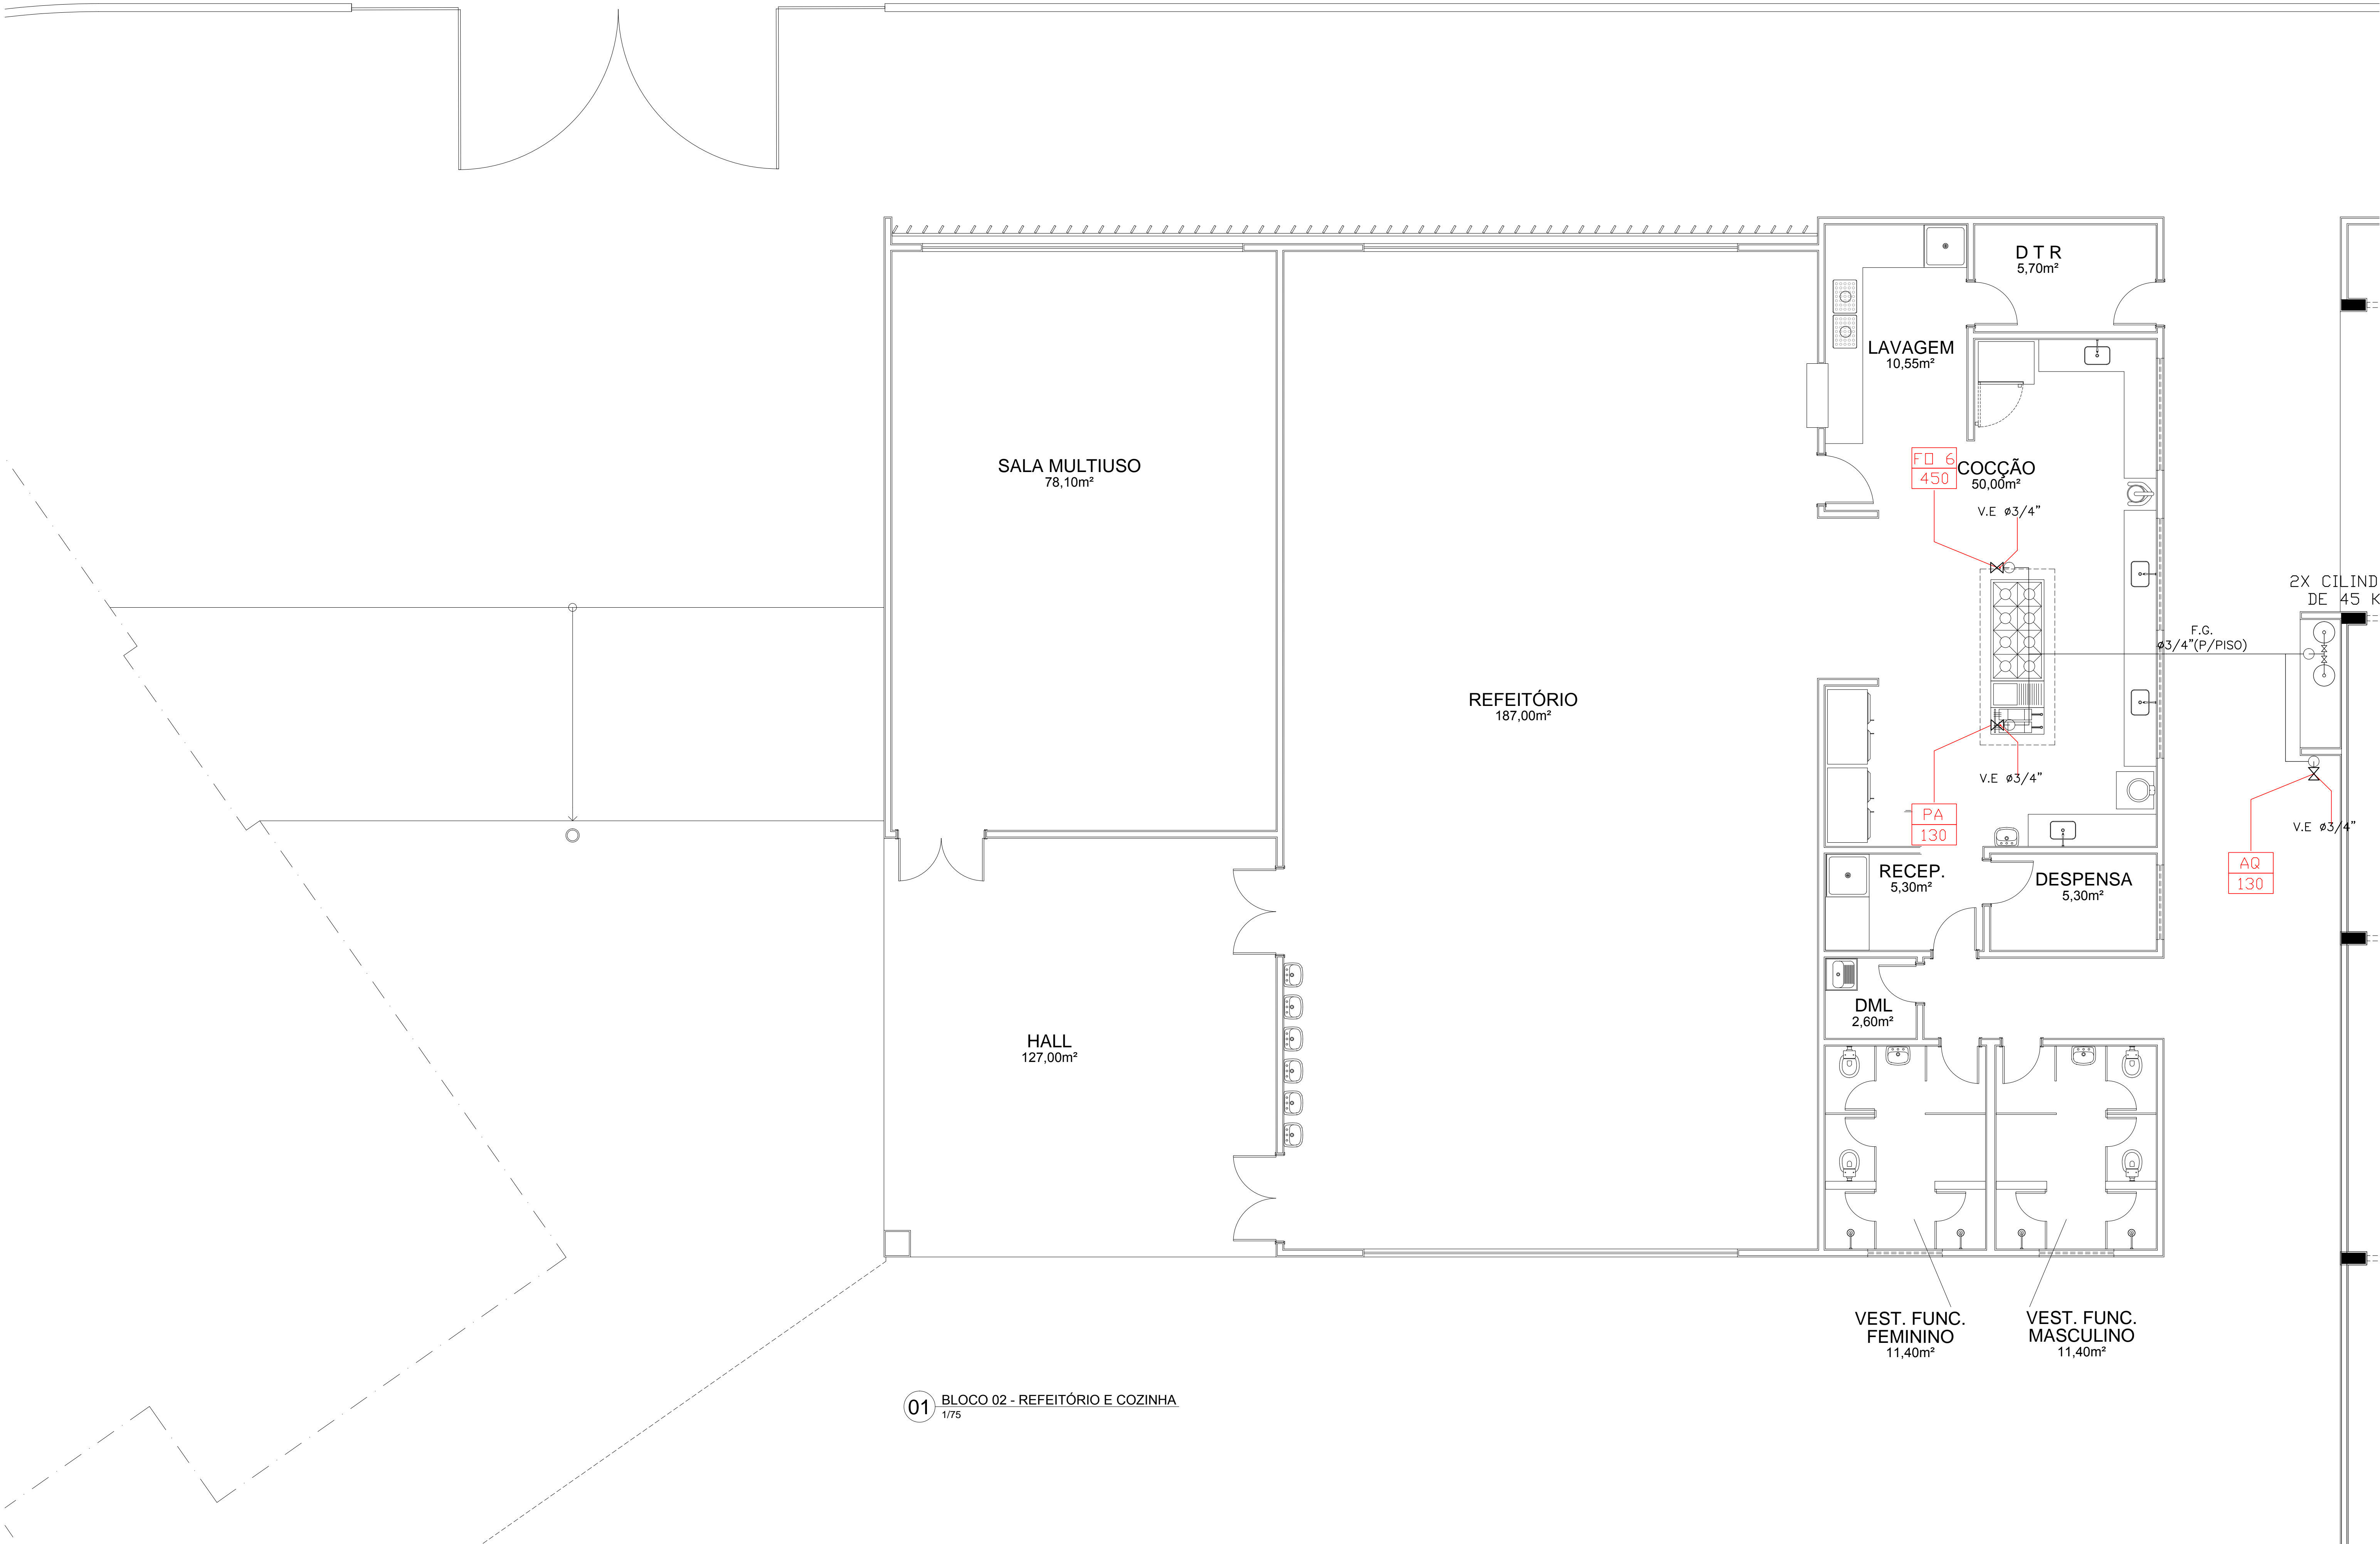 D T R
5,70m²
LAVAGEM
10,55m²
SALA MULTIUSO
78,10m²
FO 6
450
COCÇÃO
50,00m²
V.E ø3/4"
2X CILIND
DE 45 K
F.G.
ø3/4"(P/PISO)
REFEITÓRIO
187,00m²
V.E ø3/4"
PA
130
V.E ø3/4"
AQ
130
RECEP.
5,30m²
DESPENSA
5,30m²
DML
2,60m²
HALL
127,00m²
VEST. FUNC.
FEMININO
11,40m²
VEST. FUNC.
MASCULINO
11,40m²
01
BLOCO 02 - REFEITÓRIO E COZINHA
1/75